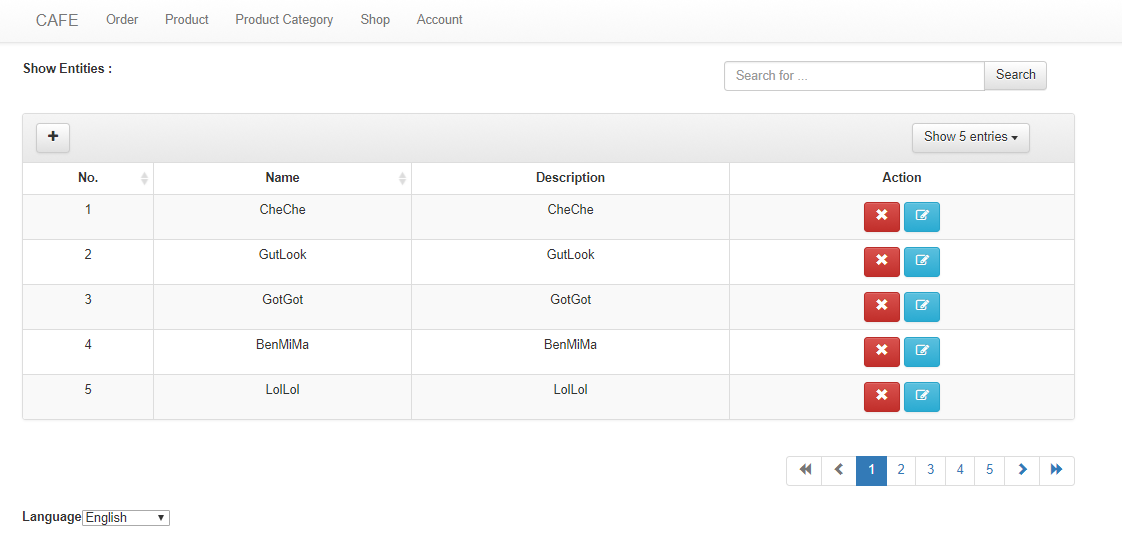 CAFE Order Product Product Category Shop Account
Show Entities :
Search for ... Search
Show 5 entries
No. Name Description Action
1 CheChe CheChe
2 GutLook GutLook
3 GotGot GotGot
4 BenMiMa BenMiMa
5 LolLol LolLol
1 2 3 4 5
Language English